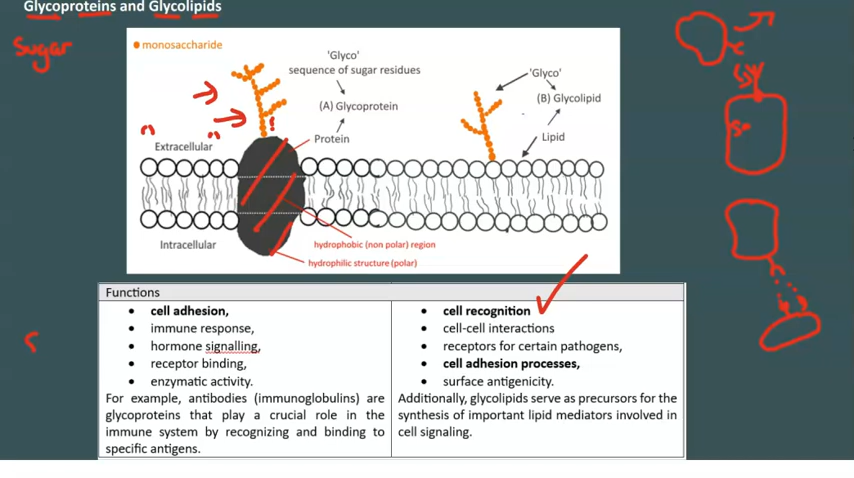 Glycoproteins and Glycolipids
Sugar
monosaccharide
'Glyco'
sequence of sugar residues
(A) Glycoprotein
Protein
'Glyco'
(B) Glycolipid
Lipid
Extracellular
Intracellular
hydrophobic (non polar) region
hydrophilic structure (polar)
Functions
• cell adhesion,
• immune response,
• hormone signalling,
• receptor binding,
• enzymatic activity.
For example, antibodies (immunoglobulins) are
glycoproteins that play a crucial role in the
immune system by recognizing and binding to
specific antigens.
• cell recognition
• cell-cell interactions
• receptors for certain pathogens,
• cell adhesion processes,
• surface antigenicity.
Additionally, glycolipids serve as precursors for the
synthesis of important lipid mediators involved in
cell signaling.